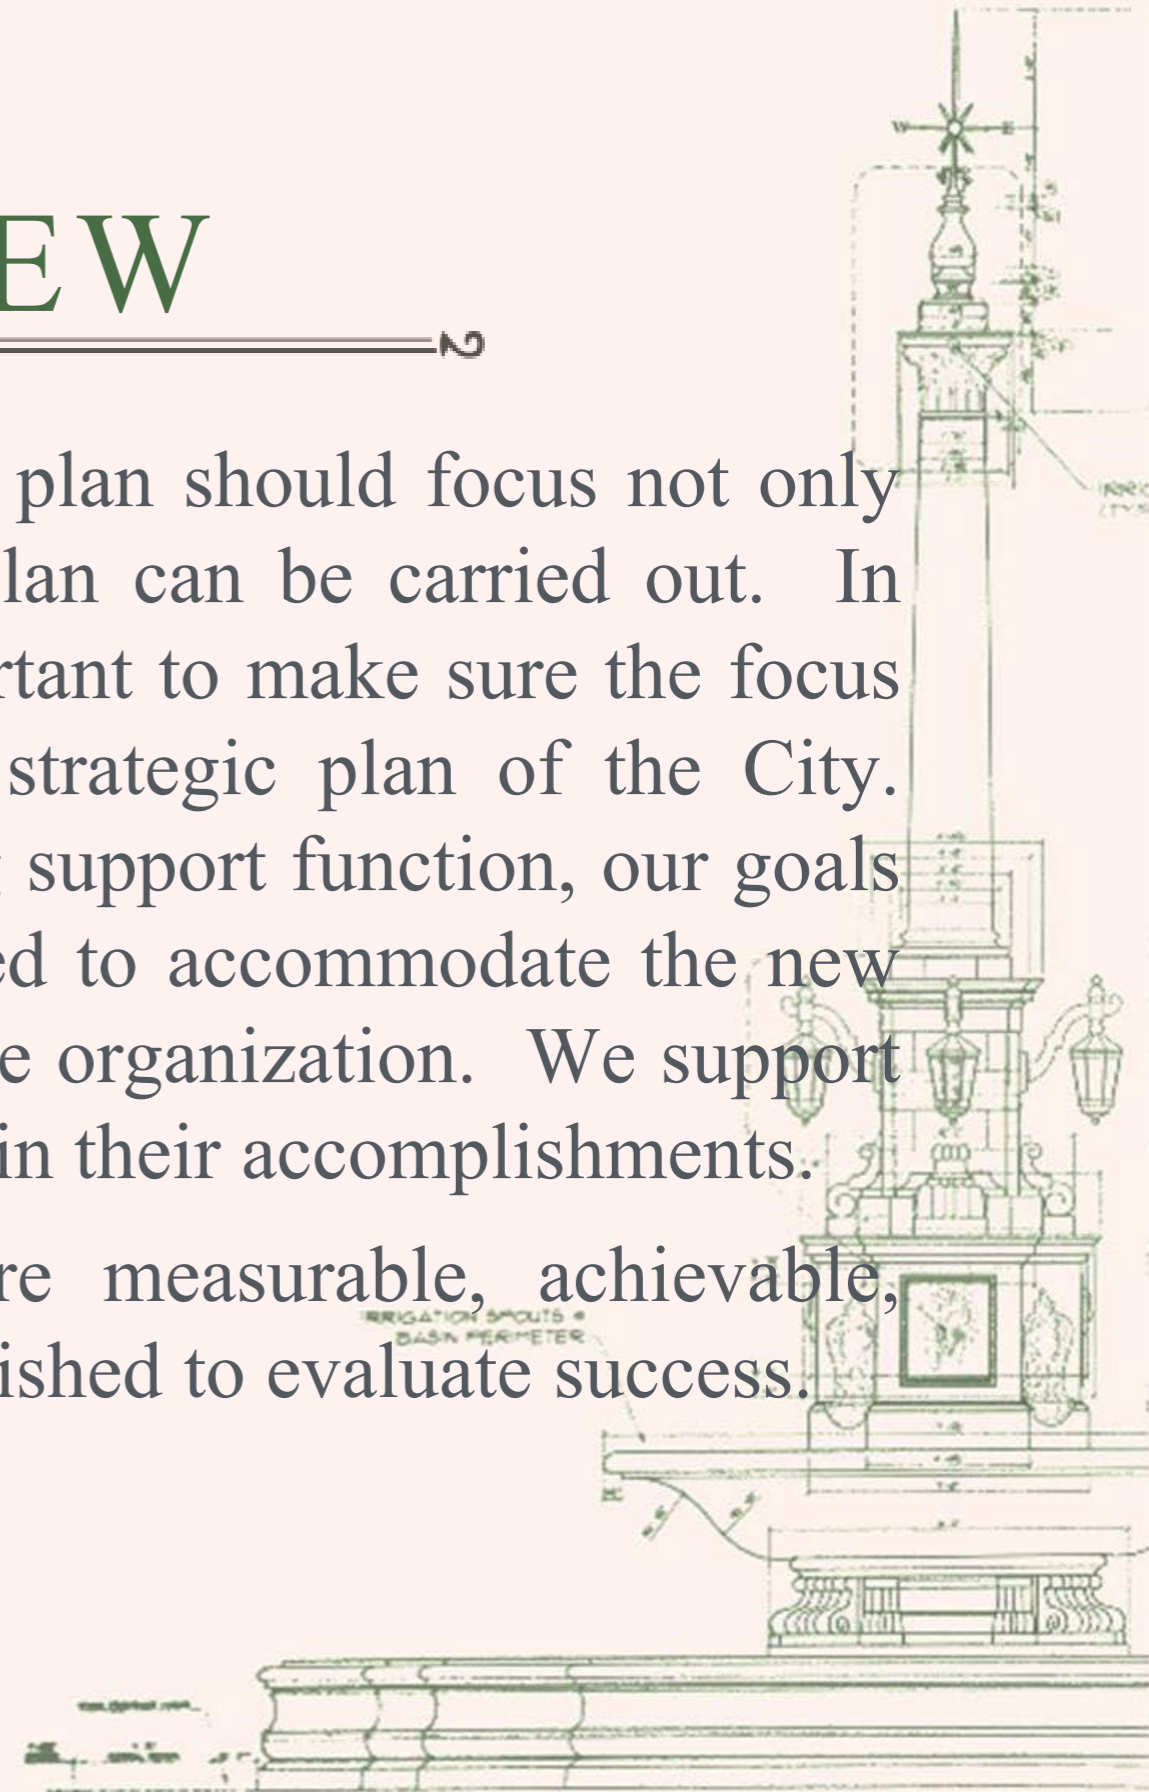 EW
plan should focus not only
lan can be carried out. In
rtant to make sure the focus
strategic plan of the City.
support function, our goals
ed to accommodate the new
e organization. We support
in their accomplishments.
re measurable, achievable,
ished to evaluate success.
W E
IRRIGATION SPOUTS @
BASIN PERIMETER